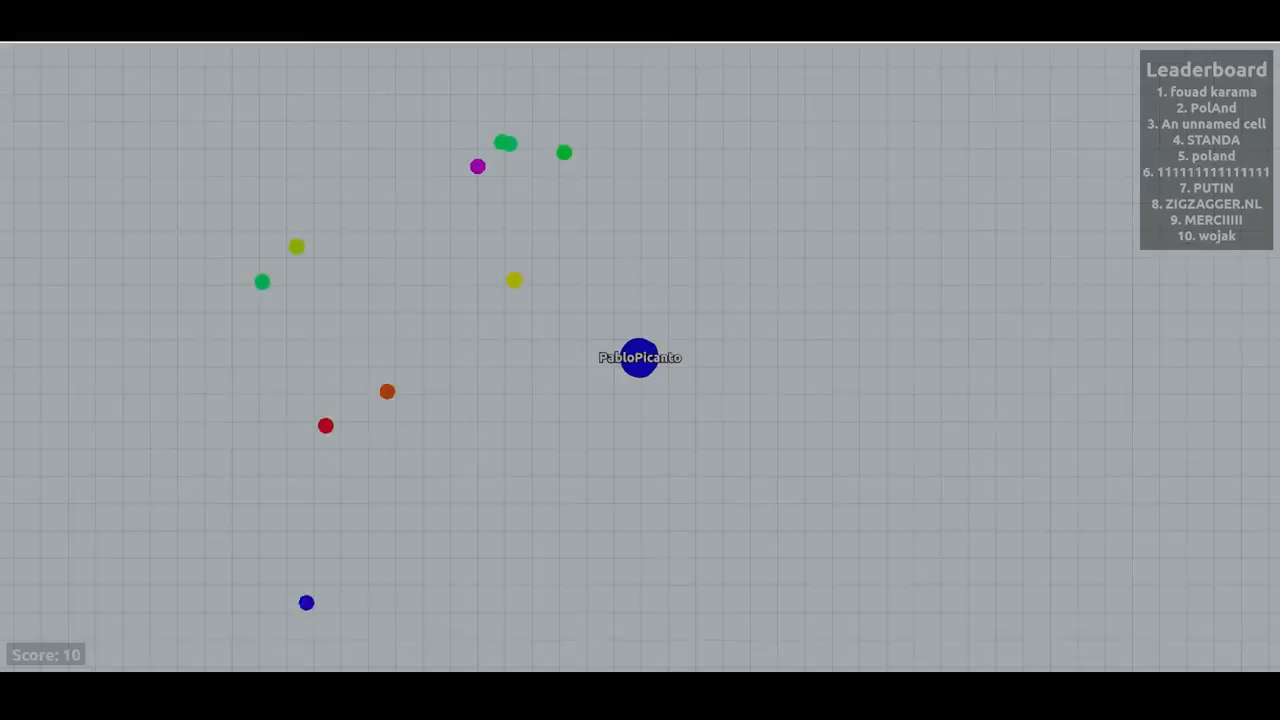 Leaderboard
1. fouad karama
2. PolAnd
3. An unnamed cell
4. STANDA
5. poland
6. 111111111111111
7. PUTIN
8. ZIGZAGGER.NL
9. MERCIIIII
10. wojak
PabloPicanto
Score: 10